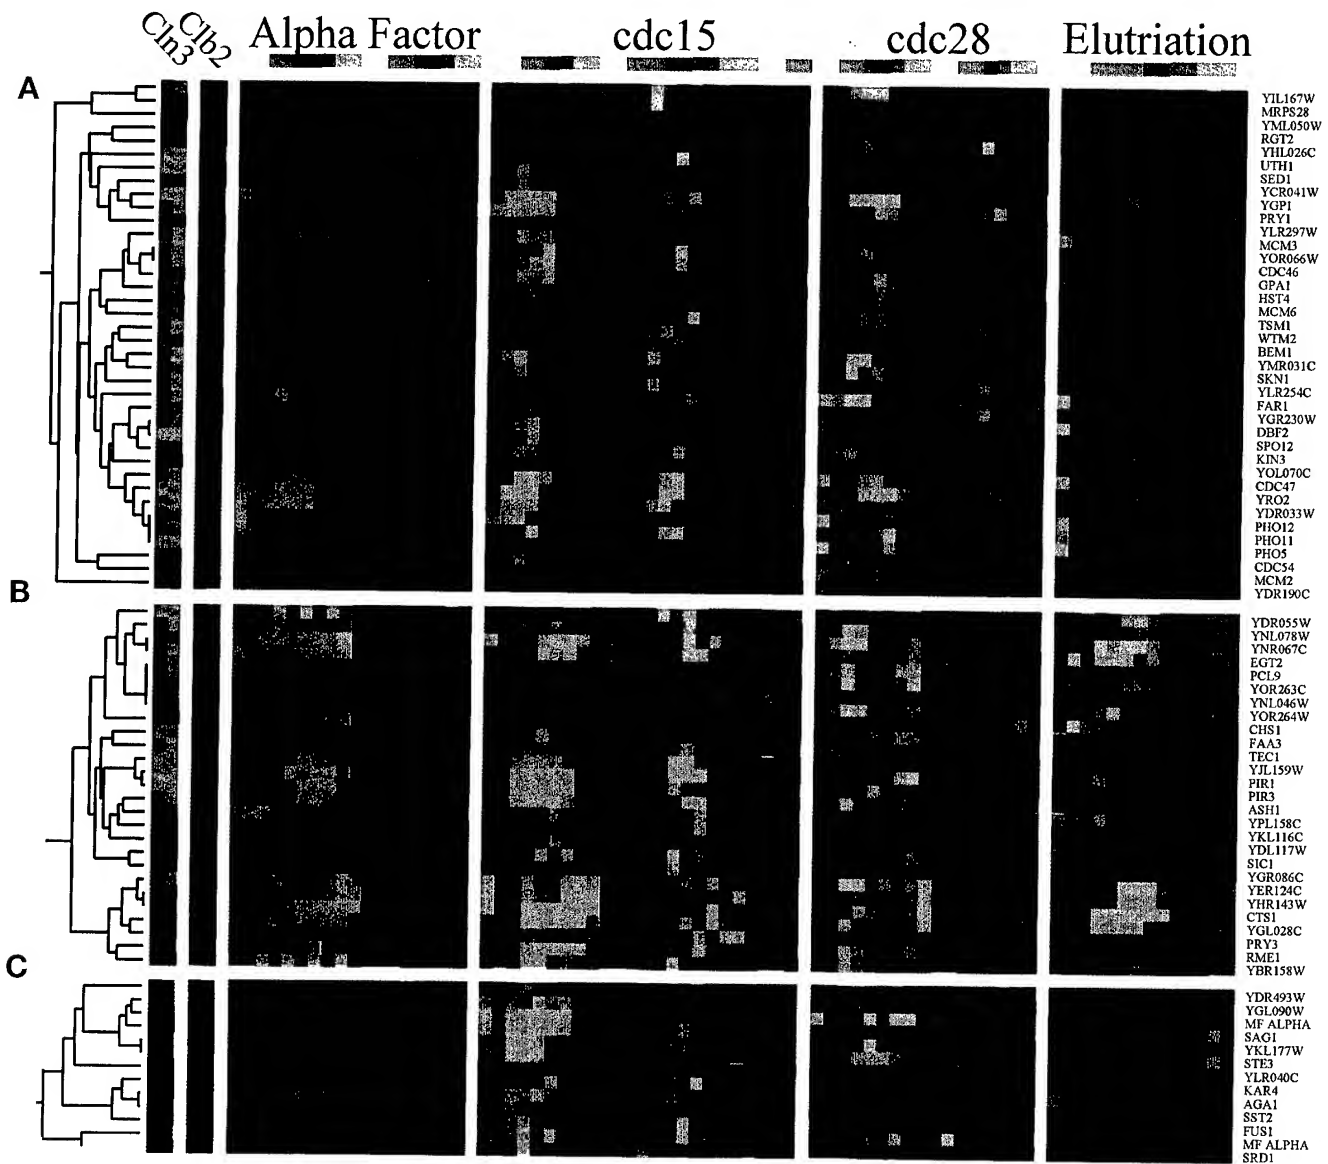 Cln3 Clb2 Alpha Factor cdc15 cdc28 Elutriation
A
YIL167W
MRPS28
YML050W
RGT2
YHL026C
UTH1
SED1
YCR041W
YGP1
PRY1
YLR297W
MCM3
YOR066W
CDC46
GPA1
HST4
MCM6
TSM1
WTM2
BEM1
YMR031C
SKN1
YLR254C
FAR1
YGR230W
DBF2
SPO12
KIN3
YOL070C
CDC47
YRO2
YDR033W
PHO12
PHO11
PHO5
CDC54
MCM2
YDR190C
B
YDR055W
YNL078W
YNR067C
EGT2
PCL9
YOR263C
YNL046W
YOR264W
CHS1
FAA3
TEC1
YJL159W
PIR1
PIR3
ASH1
YPL158C
YKL116C
YDL117W
SIC1
YGR086C
YER124C
YHR143W
CTS1
YGL028C
PRY3
RME1
YBR158W
C
YDR493W
YGL090W
MF ALPHA
SAG1
YKL177W
STE3
YLR040C
KAR4
AGA1
SST2
FUS1
MF ALPHA
SRD1